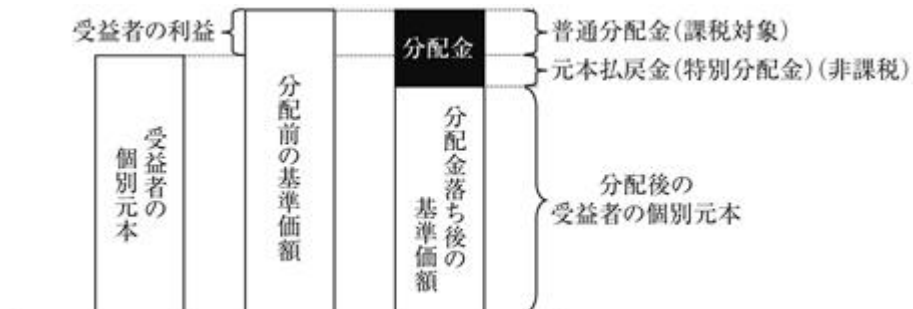 受益者の利益
分配金
普通分配金(課税対象)
元本払戻金(特別分配金)(非課税)
受益者の
個別元本
分配前の基準価額
分配金落ち後の
基準価額
分配後の
受益者の個別元本